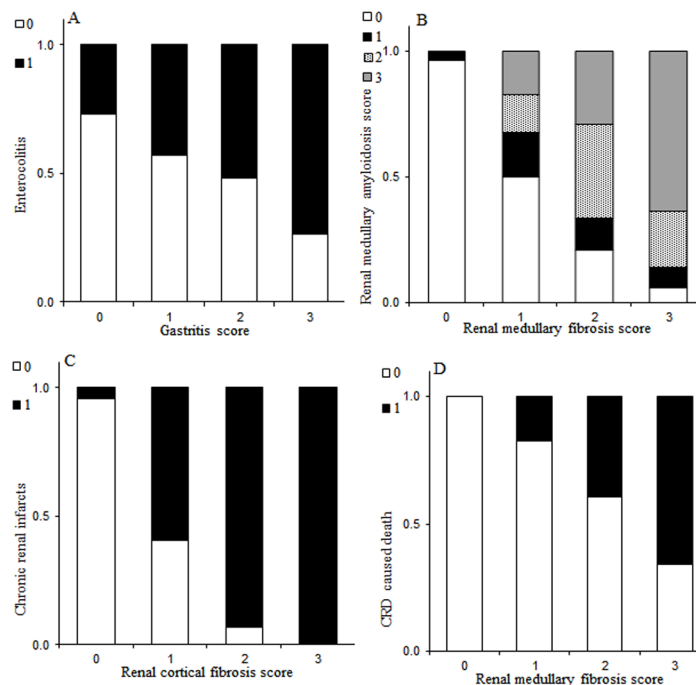 A
0
1
Enterocolitis
1.0
0.5
0.0
0 1 2 3
Gastritis score
B
0
1
2
3
Renal medullary amyloidosis score
1.0
0.5
0.0
0 1 2 3
Renal medullary fibrosis score
C
0
1
Chronic renal infarcts
1.0
0.5
0.0
0 1 2 3
Renal cortical fibrosis score
D
0
1
CRD caused death
1.0
0.5
0.0
0 1 2 3
Renal medullary fibrosis score